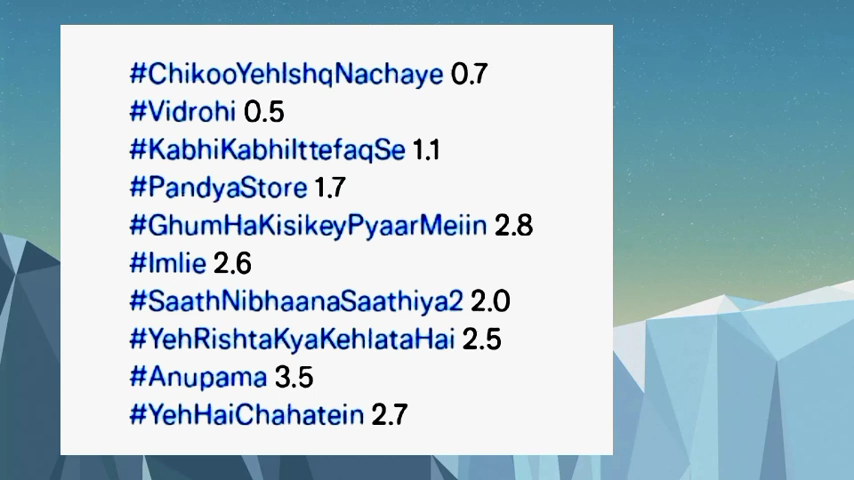 #ChikooYehIshqNachaye 0.7
#Vidrohi 0.5
#KabhiKabhiIttefaqSe 1.1
#PandyaStore 1.7
#GhumHaKisikeyPyaarMeiin 2.8
#Imlie 2.6
#SaathNibhaanaSaathiya2 2.0
#YehRishtaKyaKehlataHai 2.5
#Anupama 3.5
#YehHaiChahatein 2.7